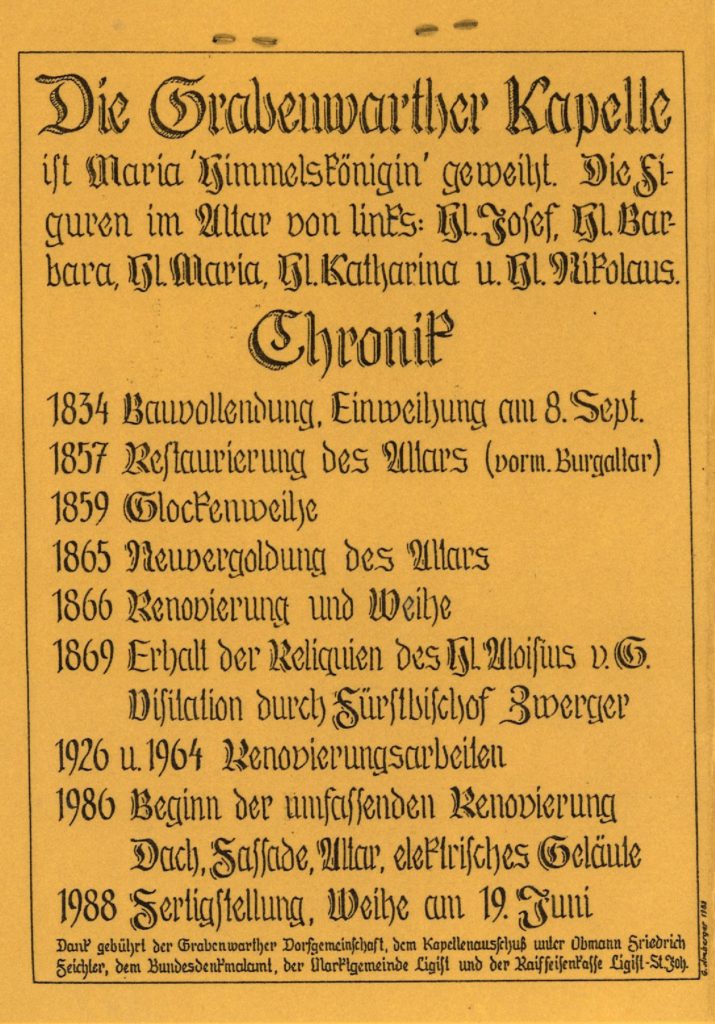 Die Grabenwarther Kapelle
ist Maria 'Himmelskönigin' geweiht. Die Fi-
guren im Altar von links: Hl. Josef, Hl. Bar-
bara, Hl. Maria, Hl. Katharina u. Hl. Nikolaus.
Chronik
1834 Bauvollendung, Einweihung am 8. Sept.
1857 Restaurierung des Altars (vorm. Burgaltar)
1859 Glockenweihe
1865 Neuvergoldung des Altars
1866 Renovierung und Weihe
1869 Erhalt der Reliquien des Hl. Aloisius v. G.
Visitation durch Fürstbischof Zwerger
1926 u. 1964 Renovierungsarbeiten
1986 Beginn der umfassenden Renovierung
Dach, Fassade, Altar, elektrisches Geläute
1988 Fertigstellung, Weihe am 19. Juni
Dank gebührt der Grabenwarther Dorfgemeinschaft, dem Kapellenausschuß unter Obmann Friedrich
Feichter, dem Bundesdenkmalamt, der Marktgemeinde Ligist und der Raiffeisenkasse Ligist-St. Joh.
G. 1988